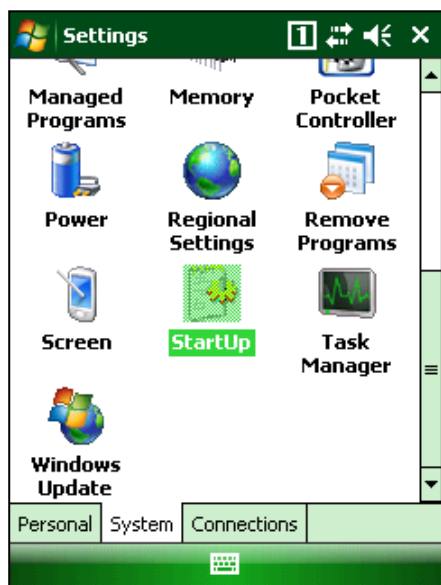 Settings
1
Managed
Programs
Memory
Pocket
Controller
Power
Regional
Settings
Remove
Programs
Screen
StartUp
Task
Manager
Windows
Update
Personal
System
Connections